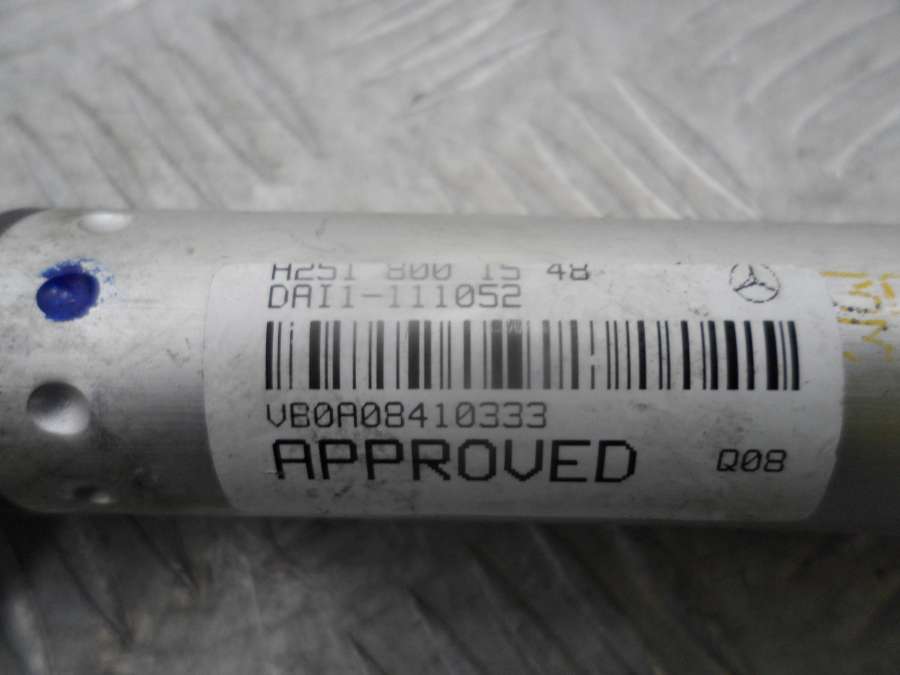 A251 800 15 48
DAI1-111052
VB0A08410333
APPROVED Q08